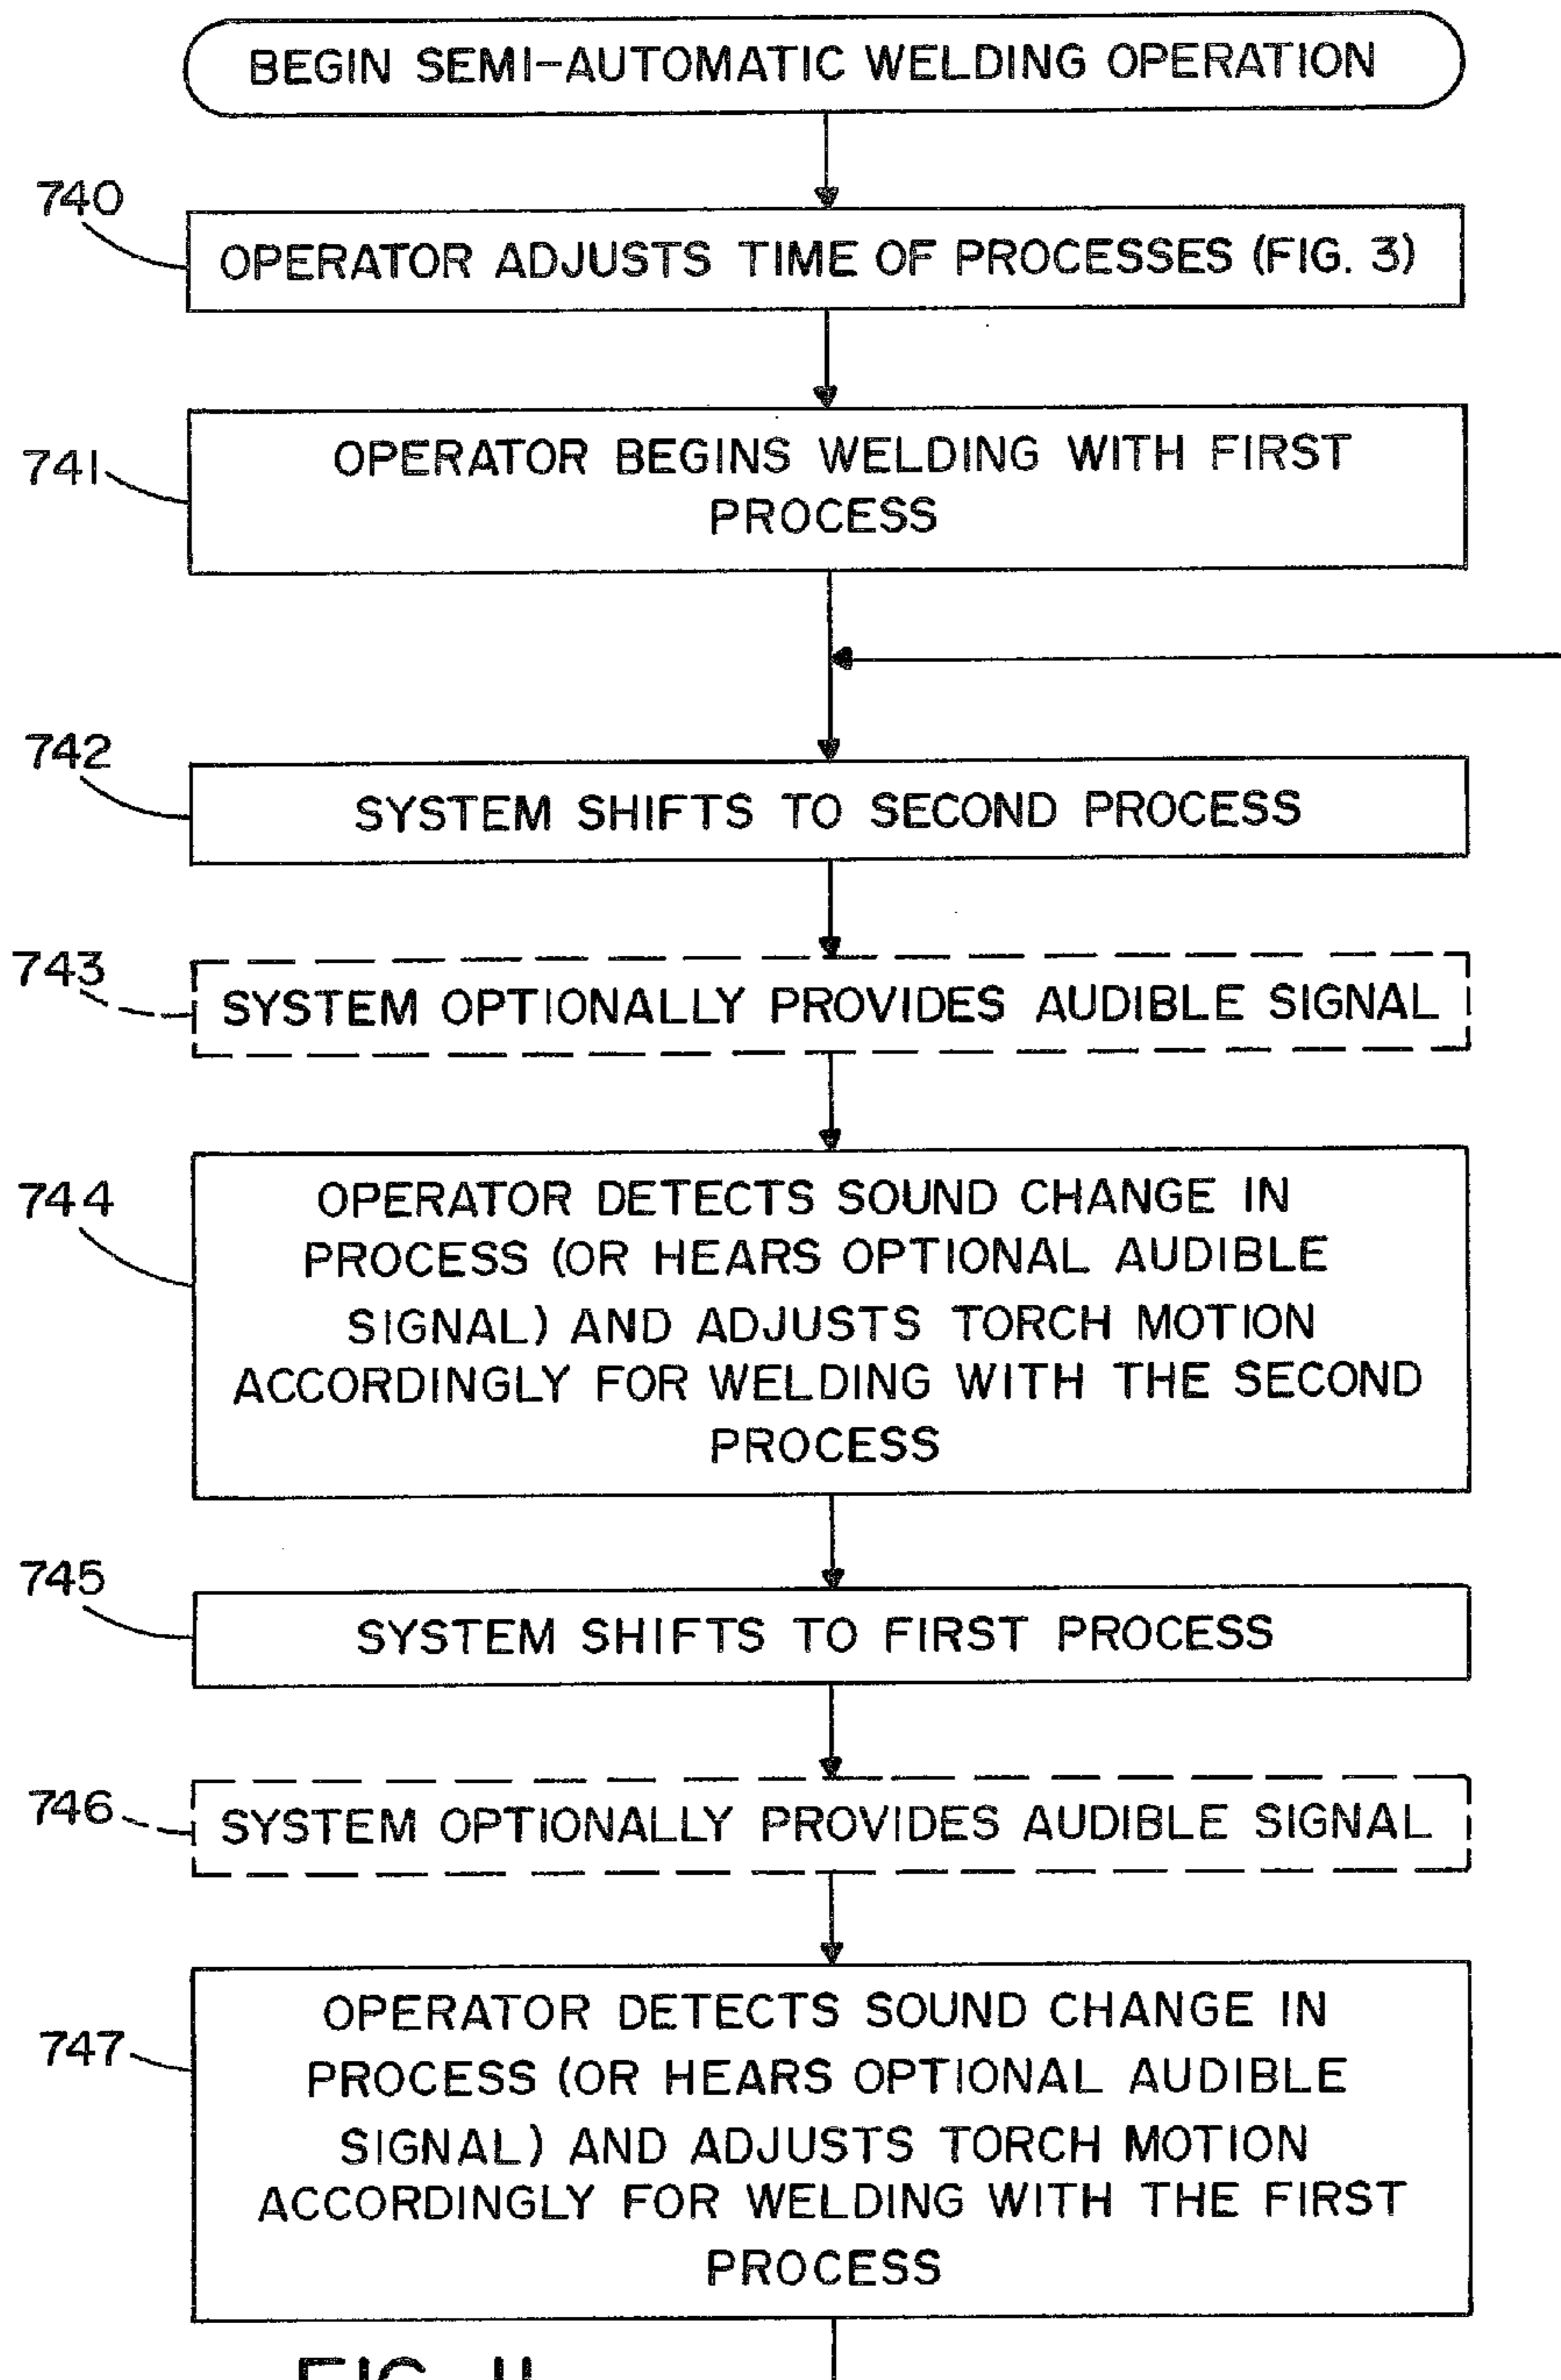 BEGIN SEMI-AUTOMATIC WELDING OPERATION
740
OPERATOR ADJUSTS TIME OF PROCESSES (FIG. 3)
741
OPERATOR BEGINS WELDING WITH FIRST
PROCESS
742
SYSTEM SHIFTS TO SECOND PROCESS
743
SYSTEM OPTIONALLY PROVIDES AUDIBLE SIGNAL
744
OPERATOR DETECTS SOUND CHANGE IN
PROCESS (OR HEARS OPTIONAL AUDIBLE
SIGNAL) AND ADJUSTS TORCH MOTION
ACCORDINGLY FOR WELDING WITH THE SECOND
PROCESS
745
SYSTEM SHIFTS TO FIRST PROCESS
746
SYSTEM OPTIONALLY PROVIDES AUDIBLE SIGNAL
747
OPERATOR DETECTS SOUND CHANGE IN
PROCESS (OR HEARS OPTIONAL AUDIBLE
SIGNAL) AND ADJUSTS TORCH MOTION
ACCORDINGLY FOR WELDING WITH THE FIRST
PROCESS
FIG. 11